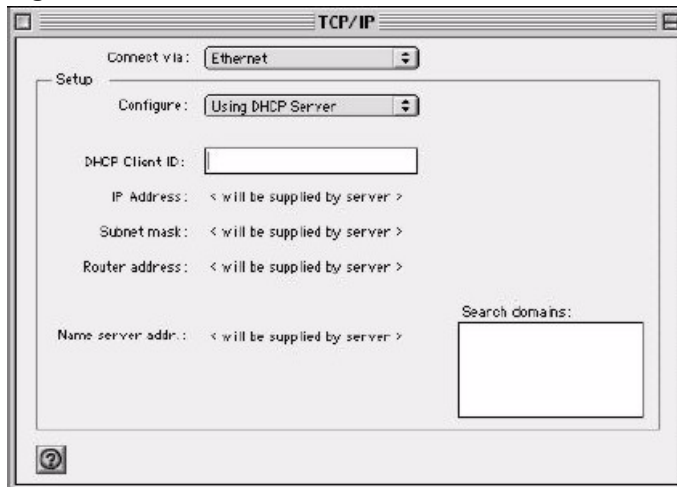 TCP/IP
Connect via: Ethernet
Setup
Configure: Using DHCP Server
DHCP Client ID:
IP Address: < will be supplied by server >
Subnet mask: < will be supplied by server >
Router address: < will be supplied by server >
Search domains:
Name server addr.: < will be supplied by server >
?